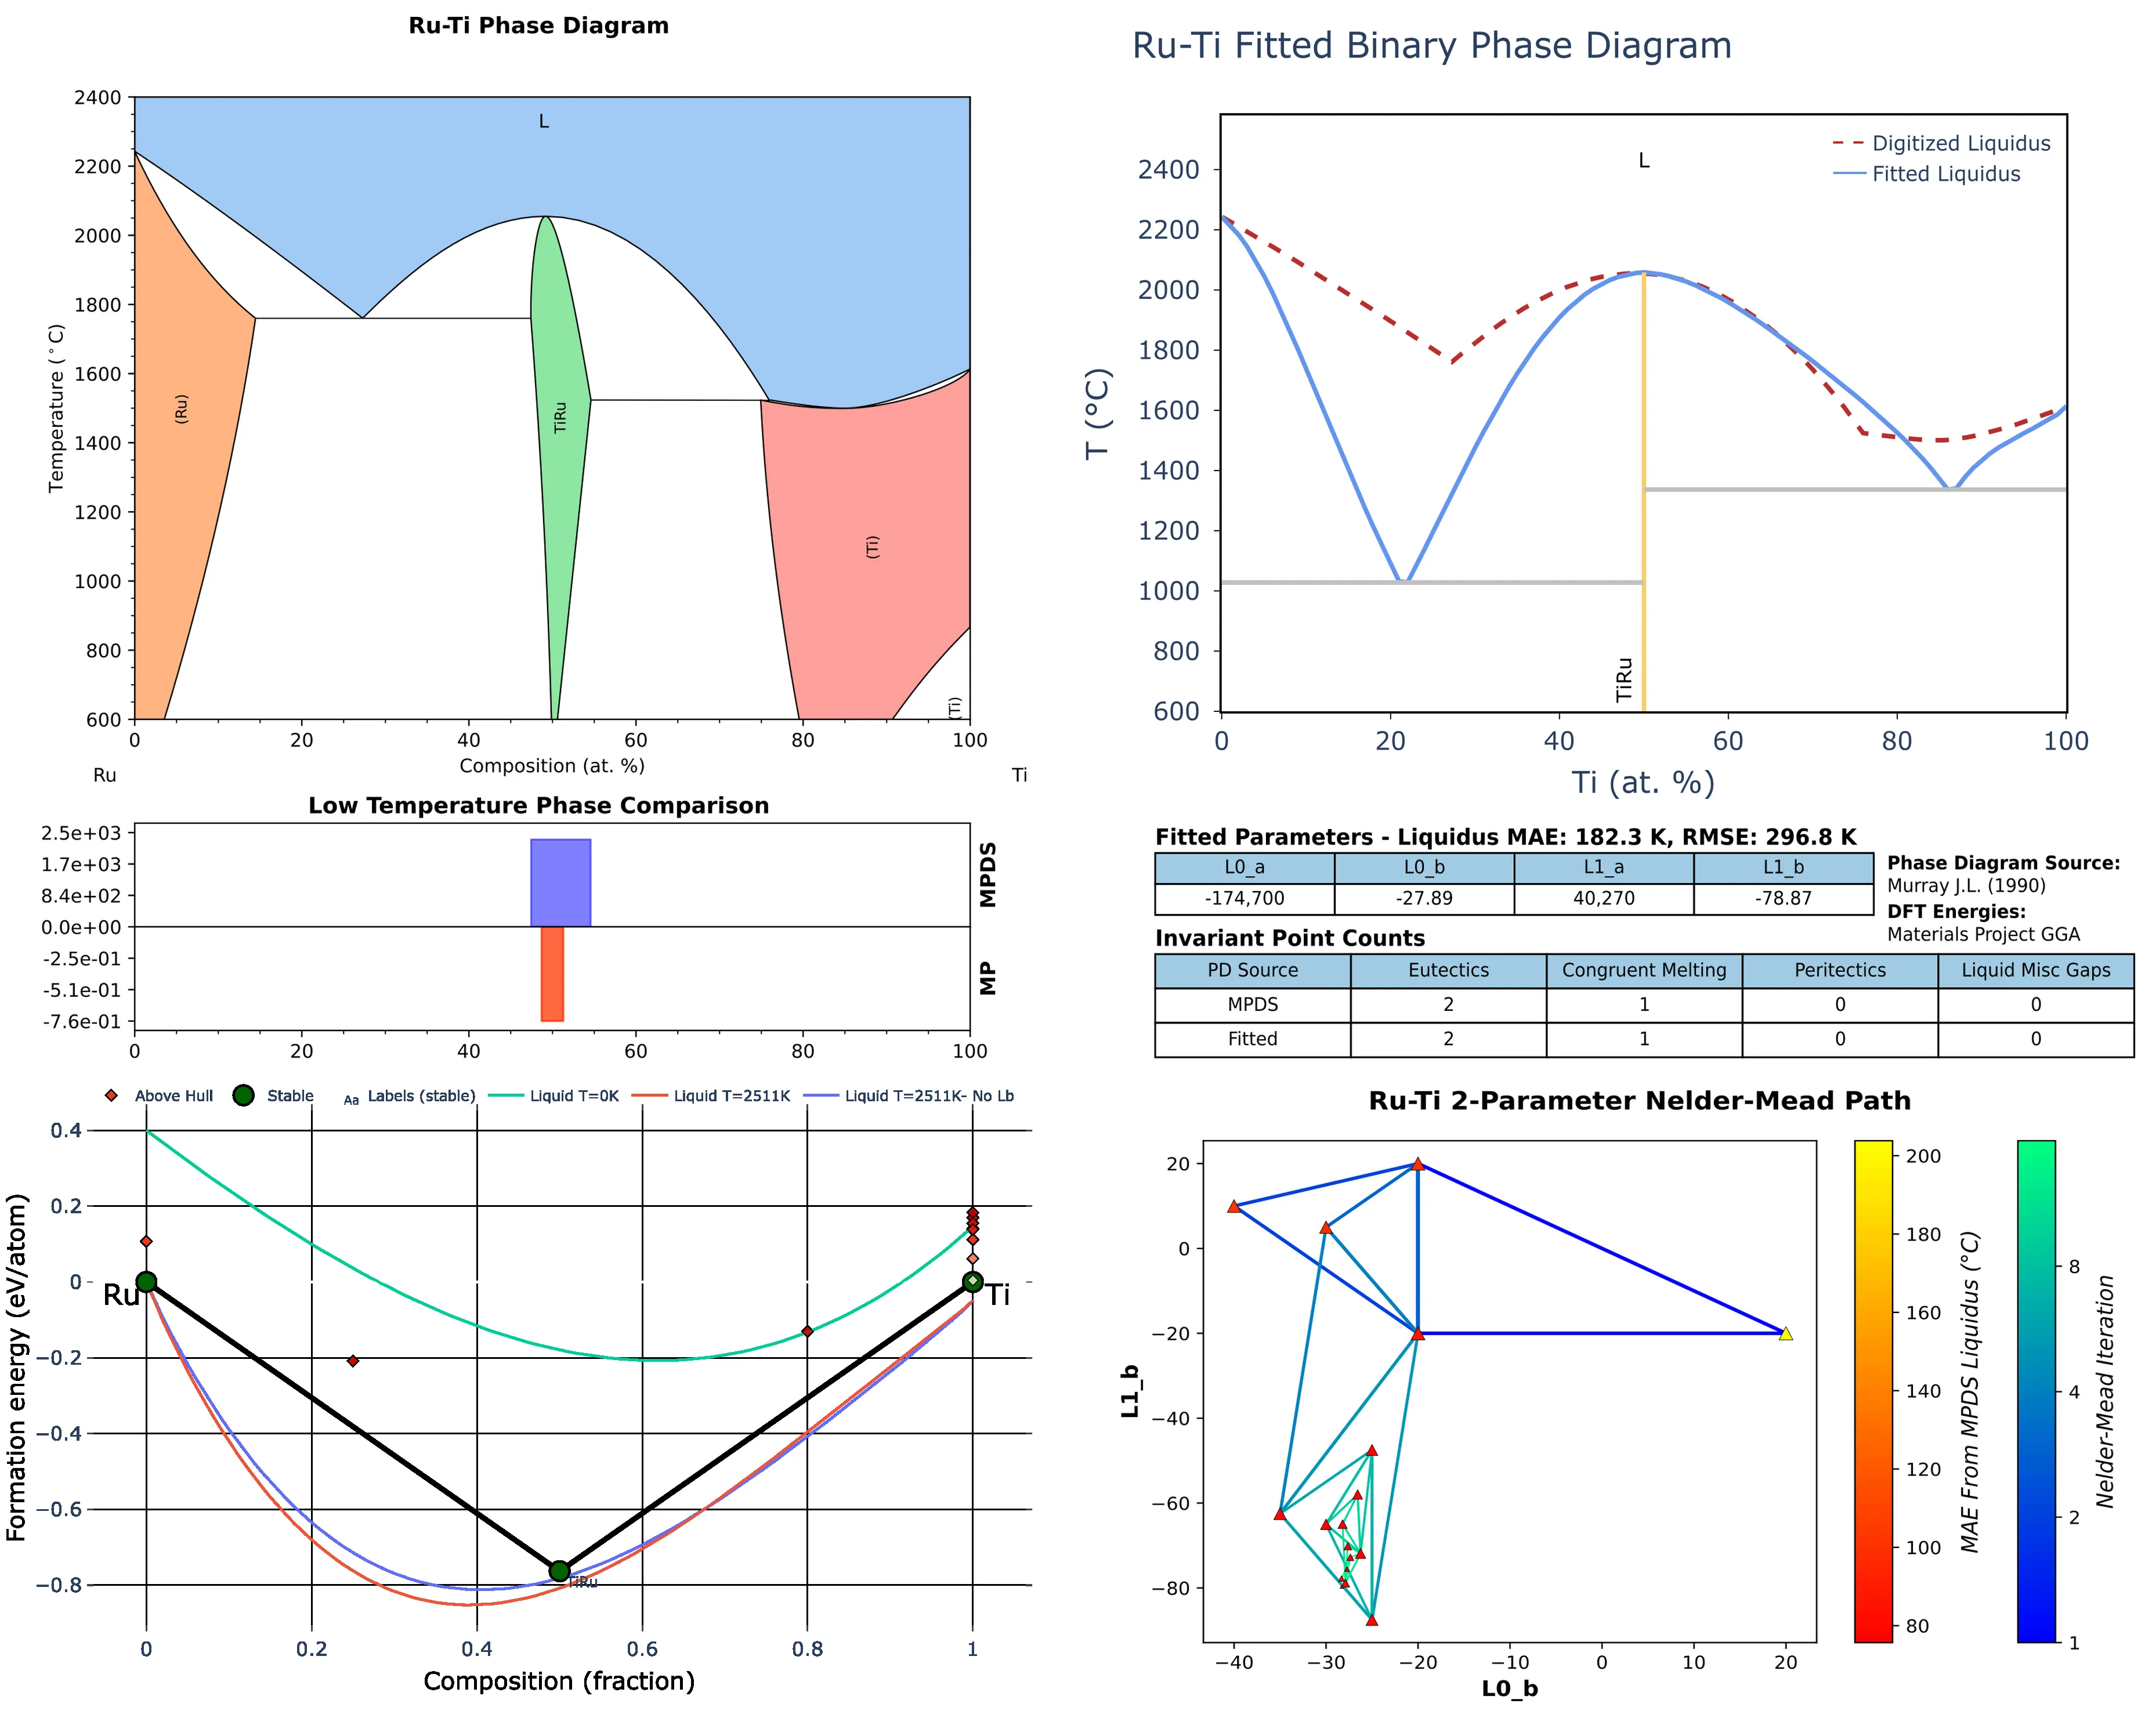 Ru-Ti Phase Diagram
2400
2200
2000
1800
1600
1400
1200
1000
800
600
Temperature (°C)
L
(Ru)
TiRu
(Ti)
(Ti)
0 20 40 60 80 100
Composition (at. %)
Ru Ti
Low Temperature Phase Comparison
2.5e+03
1.7e+03
8.4e+02
0.0e+00
-2.5e-01
-5.1e-01
-7.6e-01
MPDS
MP
0 20 40 60 80 100
Above Hull Stable Aa Labels (stable) Liquid T=0K Liquid T=2511K Liquid T=2511K- No Lb
0.4
0.2
0
−0.2
−0.4
−0.6
−0.8
Formation energy (eV/atom)
Ru
Ti
TiRu
0 0.2 0.4 0.6 0.8 1
Composition (fraction)
Ru-Ti Fitted Binary Phase Diagram
Digitized Liquidus
Fitted Liquidus
L
2400
2200
2000
1800
1600
1400
1200
1000
800
600
T (°C)
TiRu
0 20 40 60 80 100
Ti (at. %)
Fitted Parameters - Liquidus MAE: 182.3 K, RMSE: 296.8 K
L0_a L0_b L1_a L1_b
-174,700 -27.89 40,270 -78.87
Phase Diagram Source:
Murray J.L. (1990)
DFT Energies:
Materials Project GGA
Invariant Point Counts
PD Source Eutectics Congruent Melting Peritectics Liquid Misc Gaps
MPDS 2 1 0 0
Fitted 2 1 0 0
Ru-Ti 2-Parameter Nelder-Mead Path
20
0
−20
−40
−60
−80
L1_b
−40 −30 −20 −10 0 10 20
L0_b
200
180
160
140
120
100
80
MAE From MPDS Liquidus (°C)
8
4
2
1
Nelder-Mead Iteration